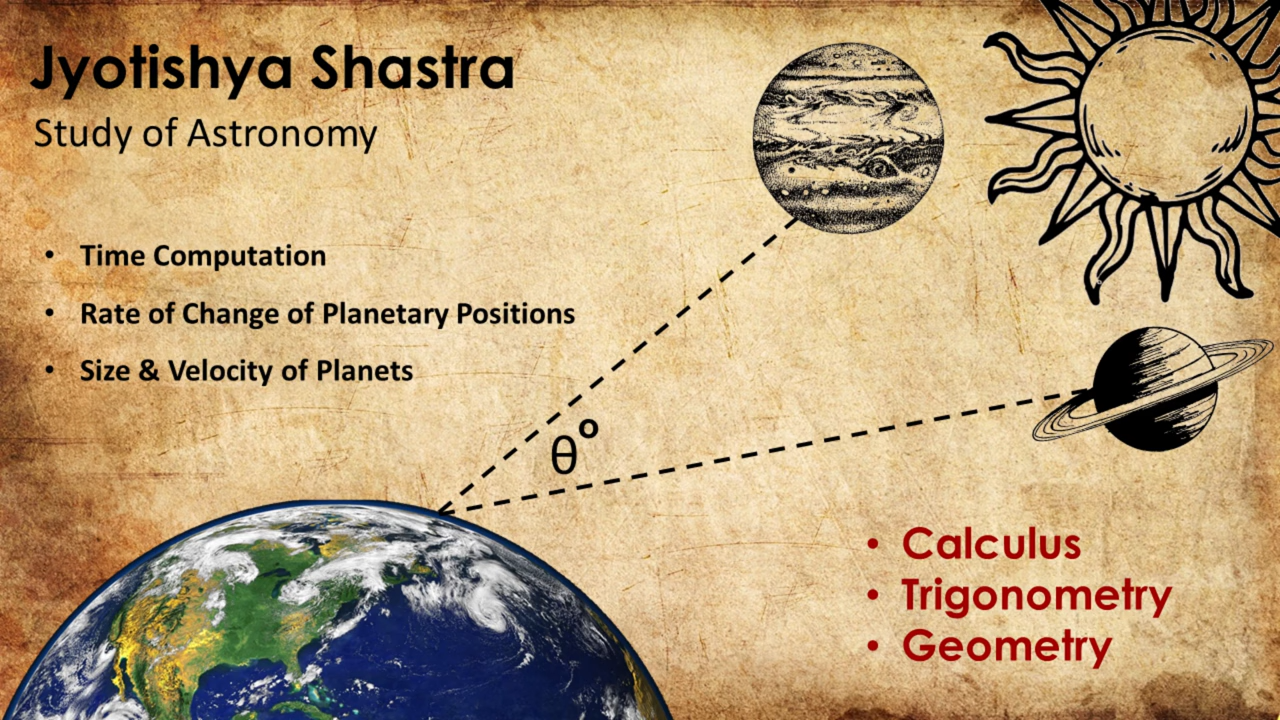 Jyotishya Shastra
Study of Astronomy
• Time Computation
• Rate of Change of Planetary Positions
• Size & Velocity of Planets
θº
• Calculus
• Trigonometry
• Geometry